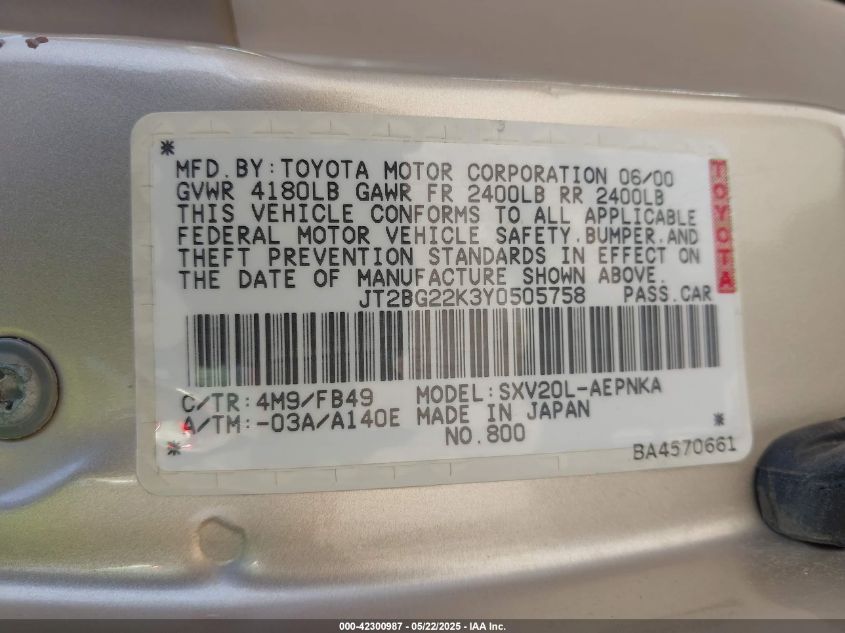 MFD.BY:TOYOTA MOTOR CORPORATION 06/00
GVWR 4180LB GAWR FR 2400LB RR 2400LB
THIS VEHICLE CONFORMS TO ALL APPLICABLE
FEDERAL MOTOR VEHICLE SAFETY.BUMPER.AND
THEFT PREVENTION STANDARDS IN EFFECT ON
THE DATE OF MANUFACTURE SHOWN ABOVE.
JT2BG22K3Y0505758 PASS.CAR
TOYOTA
C/TR:4M9/FB49 MODEL:SXV20L-AEPNKA
A/TM:-03A/A140E MADE IN JAPAN
NO.800
BA4570661
000-42300987 - 05/22/2025 - IAA Inc.